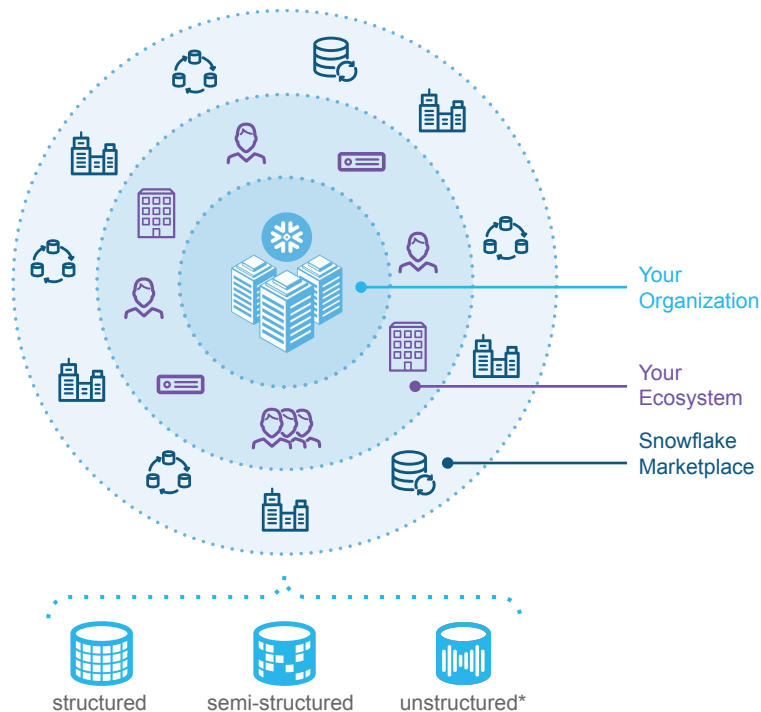 Your
Organization
Your
Ecosystem
Snowflake
Marketplace
structured
semi-structured
unstructured*